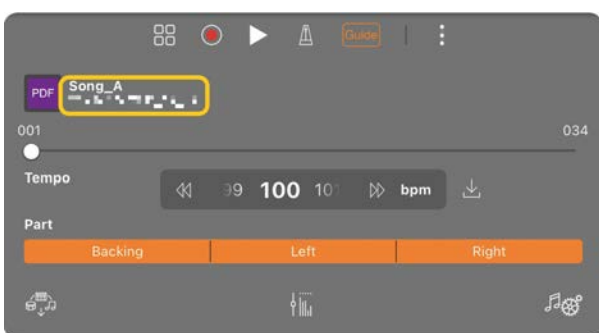 Guide
PDF
Song_A
001 034
Tempo
99 100 101 bpm
Part
Backing Left Right